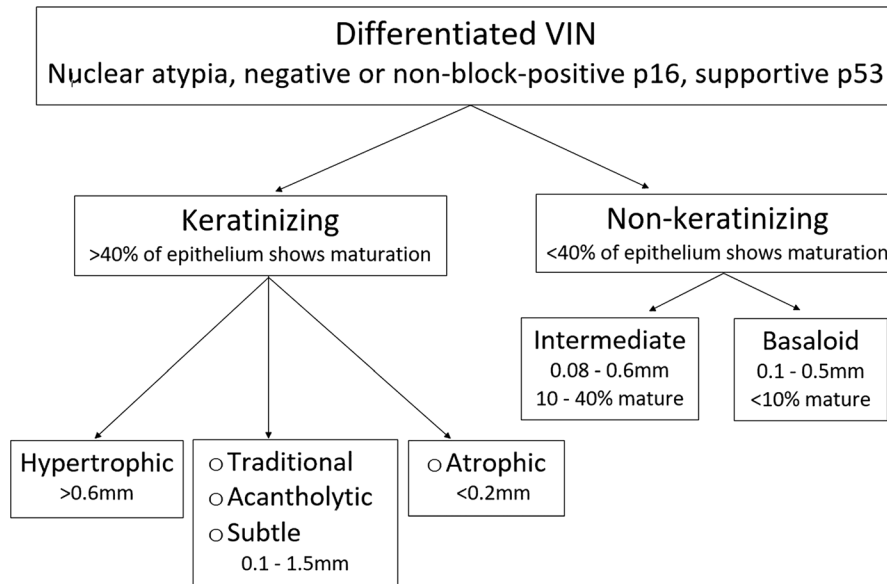 Differentiated VIN
Nuclear atypia, negative or non-block-positive p16, supportive p53
Keratinizing
>40% of epithelium shows maturation
Non-keratinizing
<40% of epithelium shows maturation
Intermediate
0.08 - 0.6mm
10 - 40% mature
Basaloid
0.1 - 0.5mm
<10% mature
Hypertrophic
>0.6mm
Traditional
Acantholytic
Subtle
0.1 - 1.5mm
Atrophic
<0.2mm